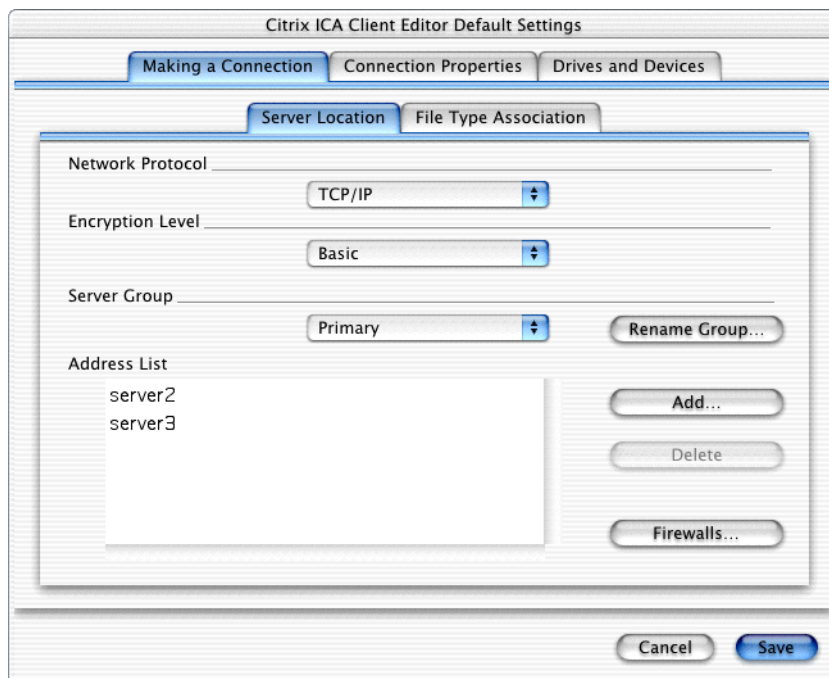 Citrix ICA Client Editor Default Settings
Making a Connection Connection Properties Drives and Devices
Server Location File Type Association
Network Protocol
TCP/IP
Encryption Level
Basic
Server Group
Primary Rename Group...
Address List
server2
server3
Add...
Delete
Firewalls...
Cancel Save